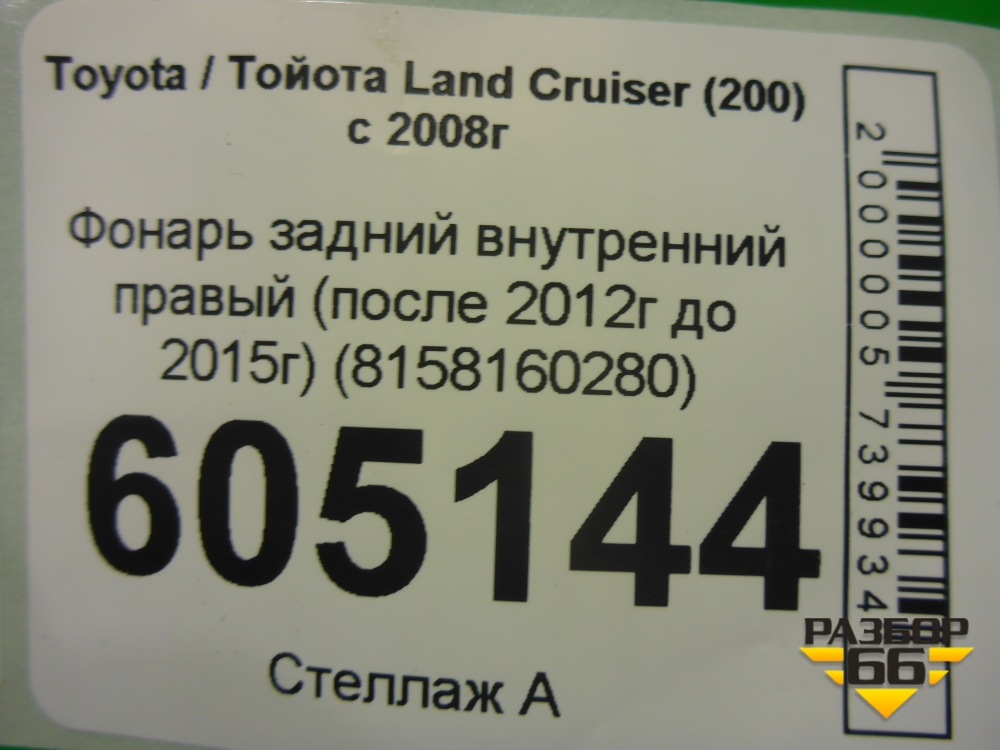 Toyota / Тойота Land Cruiser (200)
с 2008г
Фонарь задний внутренний
правый (после 2012г до
2015г) (8158160280)
605144
Стеллаж А
2000005739934
РАЗБОР
66